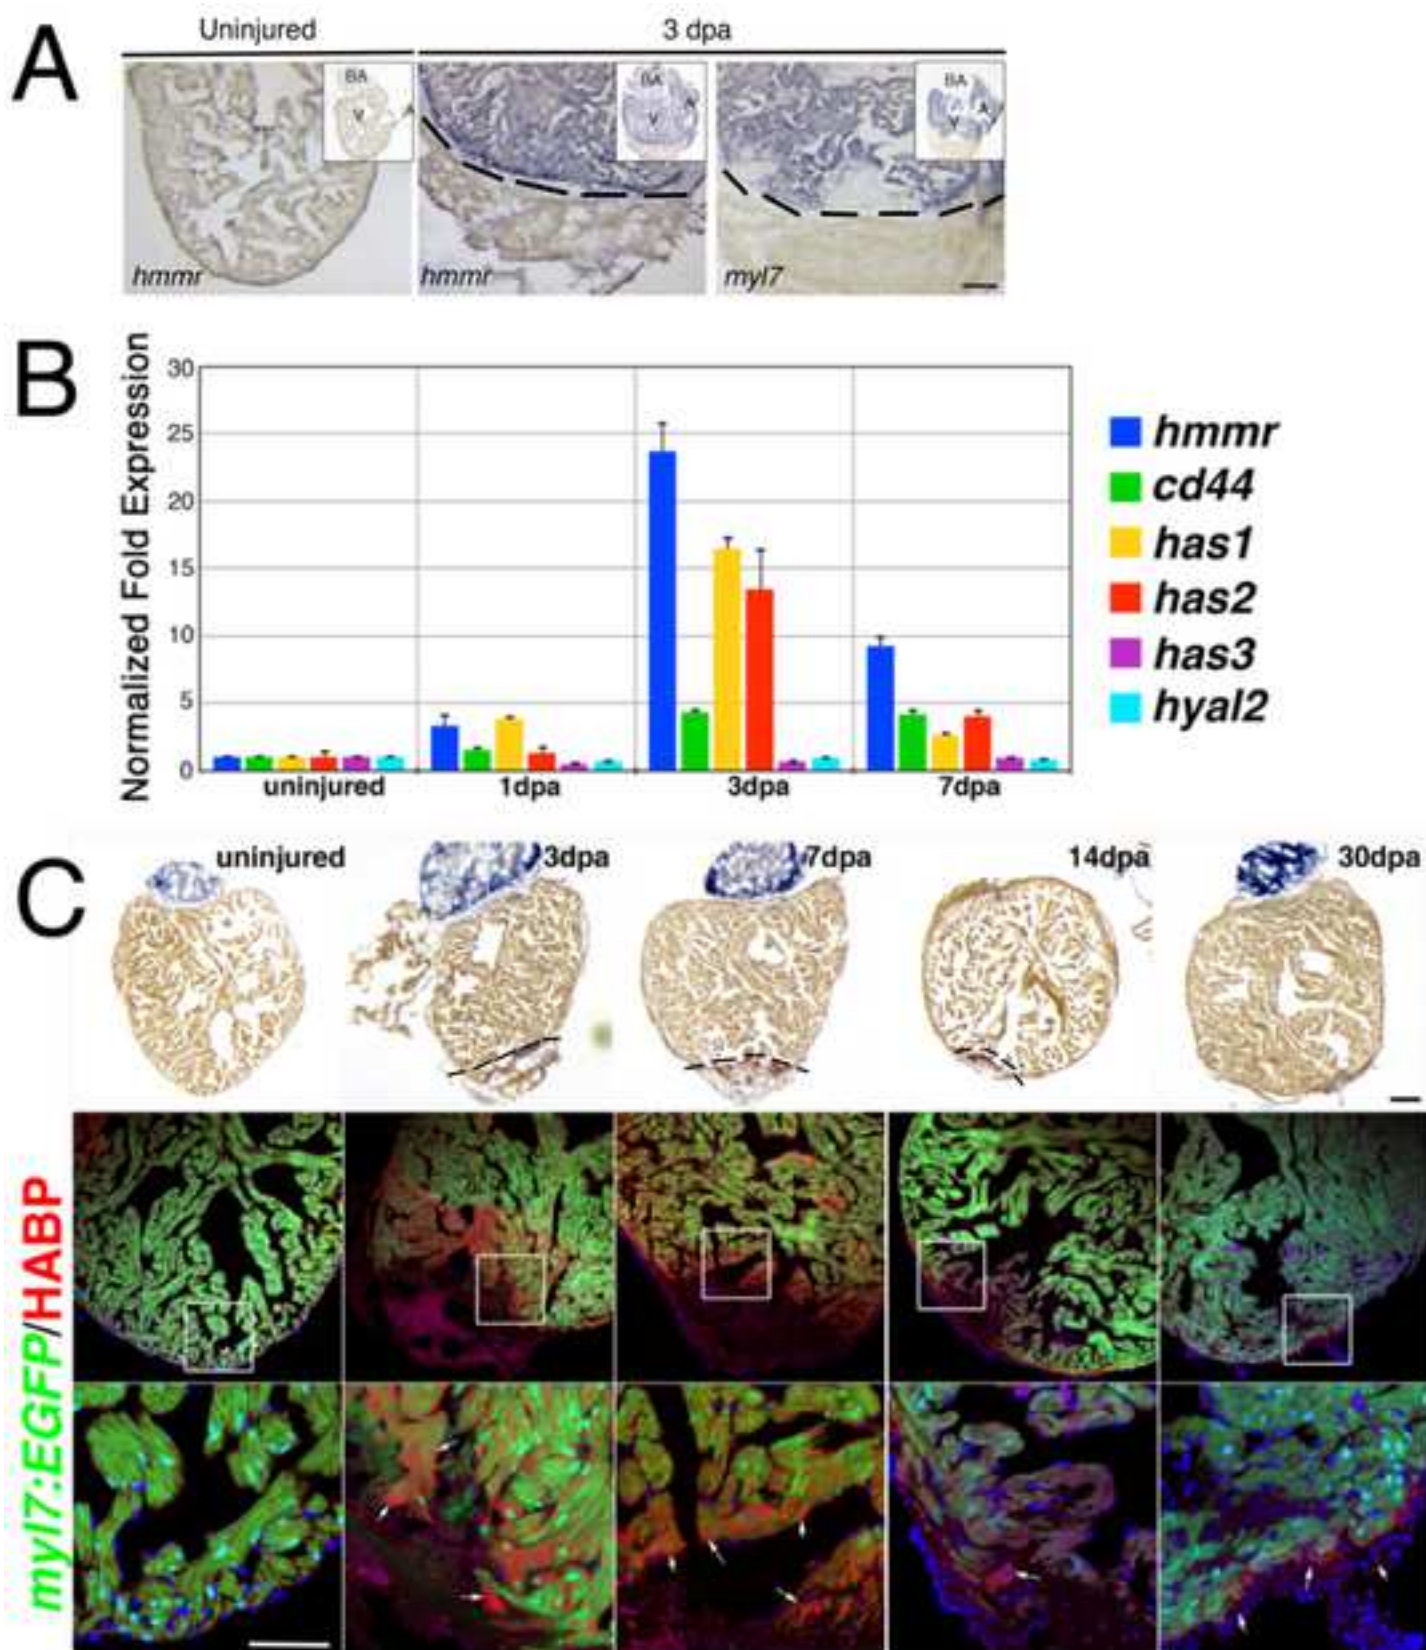 A
Uninjured
3 dpa
BA
V
A
hmmr
BA
A
V
hmmr
BA
A
V
myl7
B
Normalized Fold Expression
30
25
20
15
10
5
0
uninjured
1dpa
3dpa
7dpa
hmmr
cd44
has1
has2
has3
hyal2
C
uninjured
3dpa
7dpa
14dpa
30dpa
myl7:EGFP/HABP